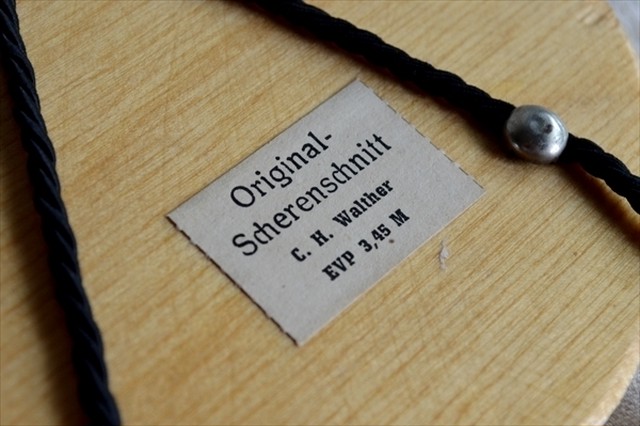 Original-
Scherenschnitt
C. H. Walther
EVP 3,45 M